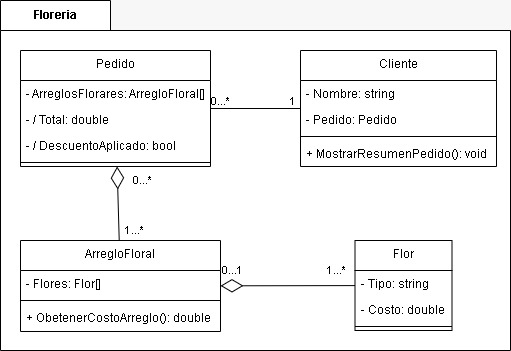 Floreria
Pedido
- ArreglosFlorares: ArregloFloral[]
- / Total: double
- / DescuentoAplicado: bool
0...*
1
Cliente
- Nombre: string
- Pedido: Pedido
+ MostrarResumenPedido(): void
0...*
1...*
ArregloFloral
- Flores: Flor[]
+ ObetenerCostoArreglo(): double
0...1
1...*
Flor
- Tipo: string
- Costo: double